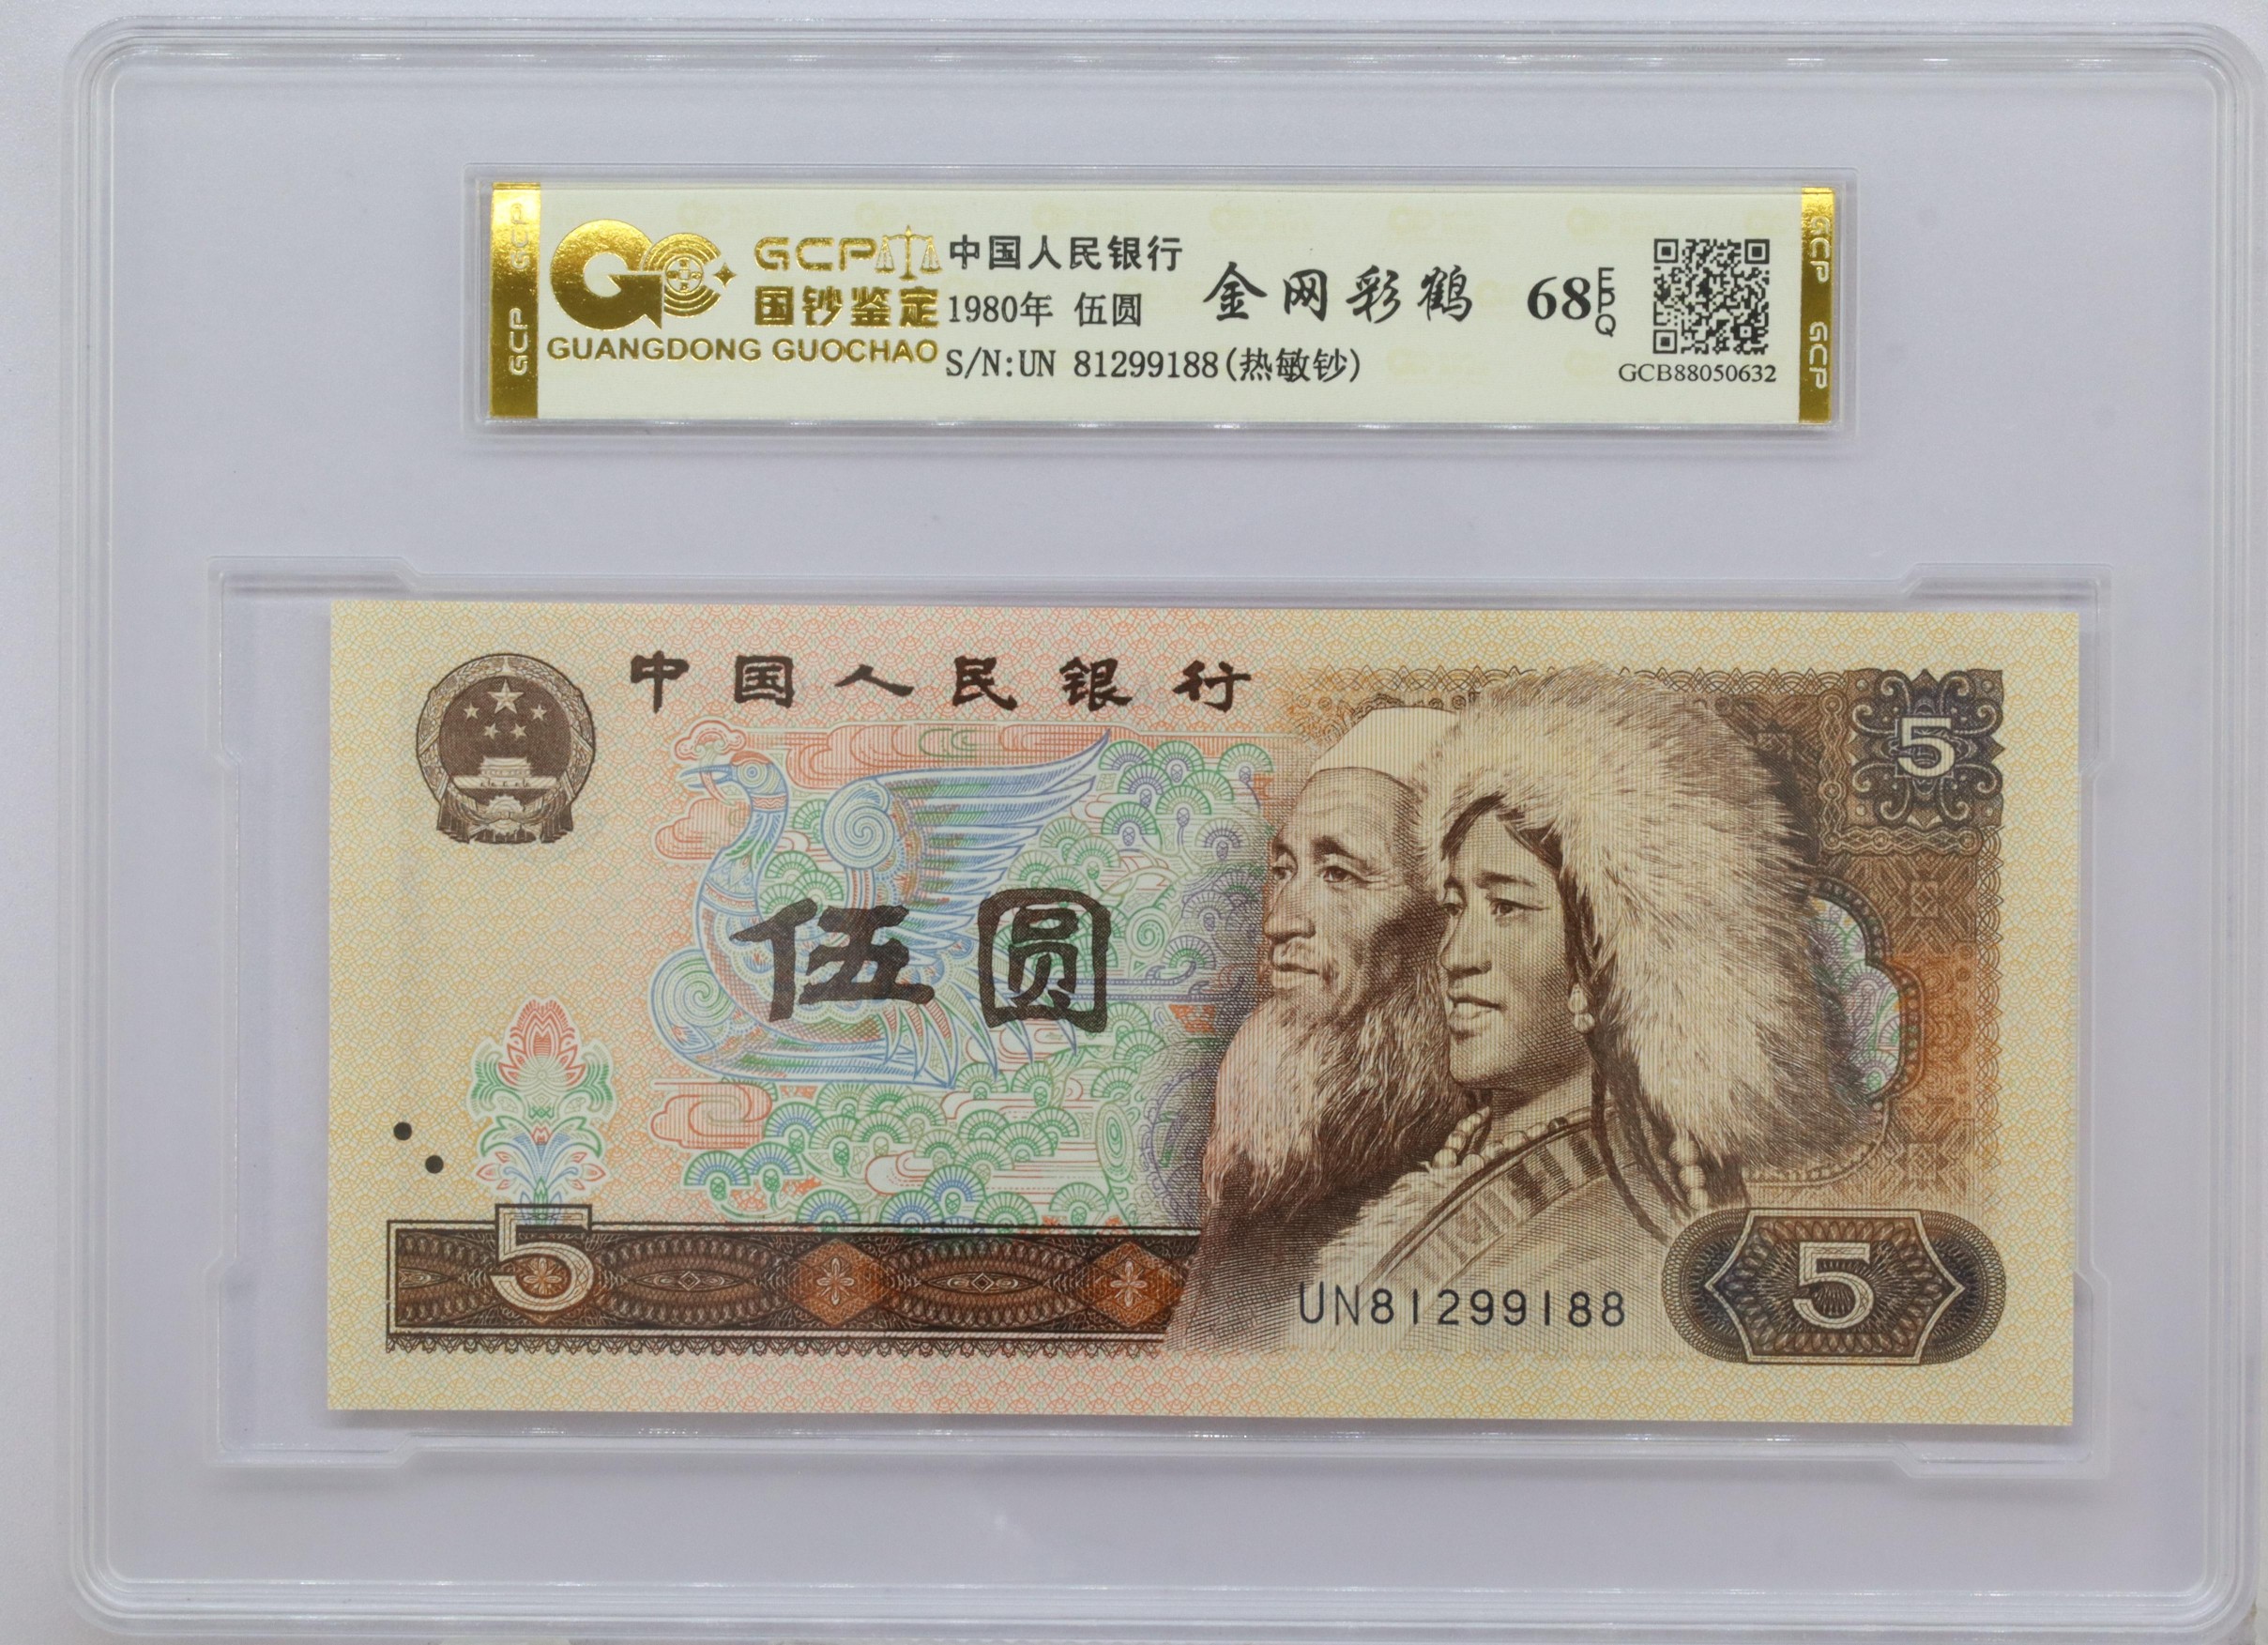 GCP GCP
GCP
国钞鉴定
GUANGDONG GUOCHAO
中国人民银行
1980年 伍圆
S/N:UN 81299188(热敏钞)
金网彩鹤
68 EPQ
GCB88050632
GCP GCP
中国人民银行
5
伍圆
5
UN81299188
5